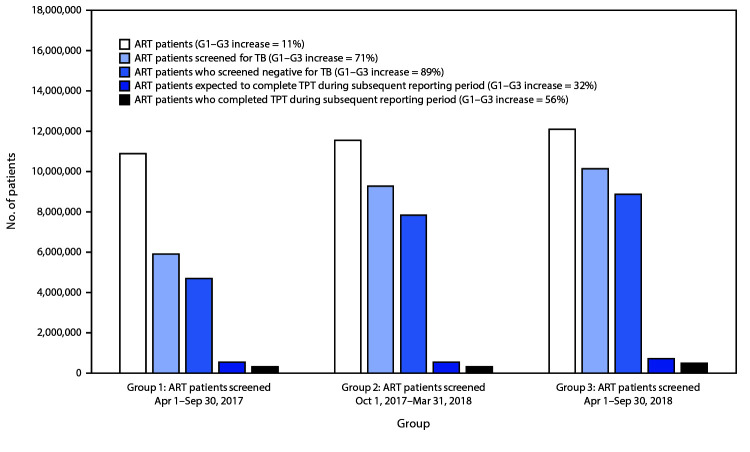 18,000,000
16,000,000
14,000,000
12,000,000
10,000,000
8,000,000
6,000,000
4,000,000
2,000,000
0
No. of patients
ART patients (G1–G3 increase = 11%)
ART patients screened for TB (G1–G3 increase = 71%)
ART patients who screened negative for TB (G1–G3 increase = 89%)
ART patients expected to complete TPT during subsequent reporting period (G1–G3 increase = 32%)
ART patients who completed TPT during subsequent reporting period (G1–G3 increase = 56%)
Group 1: ART patients screened
Apr 1–Sep 30, 2017
Group 2: ART patients screened
Oct 1, 2017–Mar 31, 2018
Group 3: ART patients screened
Apr 1–Sep 30, 2018
Group